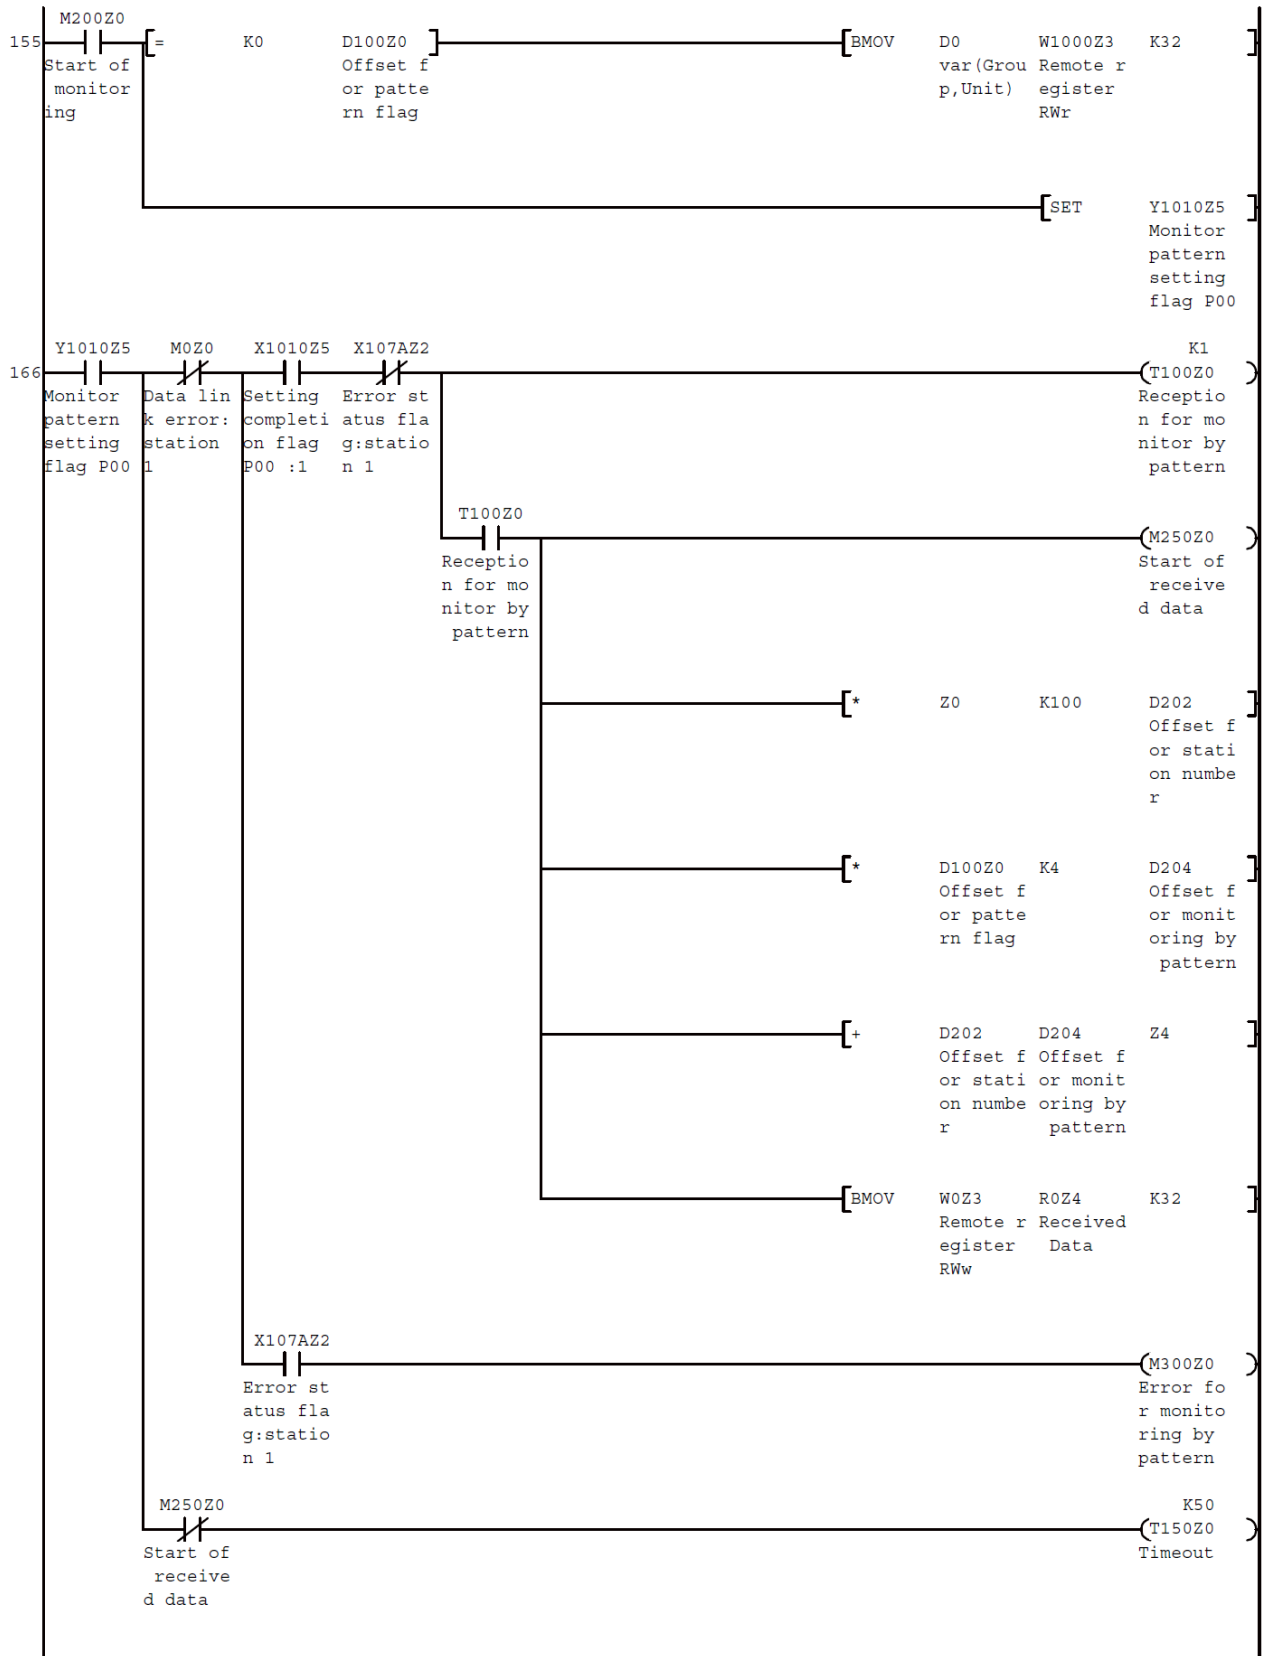 M200Z0
155 = K0 D100Z0 BMOV D0 W1000Z3 K32
Start of Offset f var(Grou Remote r
monitor or patte p,Unit) egister
ing rn flag RWr
SET Y1010Z5
Monitor
pattern
setting
flag P00
Y1010Z5 M0Z0 X1010Z5 X107AZ2 K1
166 T100Z0
Monitor Data lin Setting Error st Receptio
pattern k error: completi atus fla n for mo
setting station on flag g:statio nitor by
flag P00 1 P00 :1 n 1 pattern
T100Z0
M250Z0
Receptio Start of
n for mo receive
nitor by d data
pattern
* Z0 K100 D202
Offset f
or stati
on numbe
r
* D100Z0 K4 D204
Offset f Offset f
or patte or monit
rn flag oring by
pattern
+ D202 D204 Z4
Offset f Offset f
or stati or monit
on numbe oring by
r pattern
BMOV W0Z3 R0Z4 K32
Remote r Received
egister Data
RWw
X107AZ2
M300Z0
Error st Error fo
atus fla r monito
g:statio ring by
n 1 pattern
M250Z0 K50
T150Z0
Start of Timeout
receive
d data